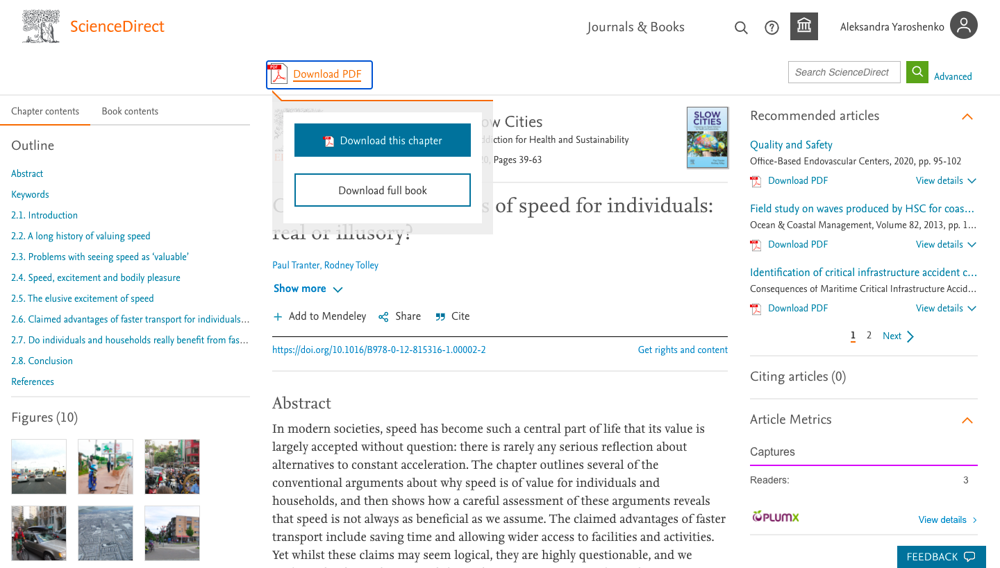 ScienceDirect
Journals & Books
Aleksandra Yaroshenko
PDF
Download PDF
Search ScienceDirect
Advanced
Chapter contents
Book contents
Outline
Abstract
Keywords
2.1. Introduction
2.2. A long history of valuing speed
2.3. Problems with seeing speed as ‘valuable’
2.4. Speed, excitement and bodily pleasure
2.5. The elusive excitement of speed
2.6. Claimed advantages of faster transport for individuals…
2.7. Do individuals and households really benefit from fas…
2.8. Conclusion
References
Figures (10)
Download this chapter
Download full book
Cities
for Health and Sustainability
Pages 39-63
SLOW
CITIES
of speed for individuals:
real or illusory?
Paul Tranter, Rodney Tolley
Show more
Add to Mendeley
Share
Cite
https://doi.org/10.1016/B978-0-12-815316-1.00002-2
Get rights and content
Abstract
In modern societies, speed has become such a central part of life that its value is
largely accepted without question: there is rarely any serious reflection about
alternatives to constant acceleration. The chapter outlines several of the
conventional arguments about why speed is of value for individuals and
households, and then shows how a careful assessment of these arguments reveals
that speed is not always as beneficial as we assume. The claimed advantages of faster
transport include saving time and allowing wider access to facilities and activities.
Yet whilst these claims may seem logical, they are highly questionable, and we
Recommended articles
Quality and Safety
Office-Based Endovascular Centers, 2020, pp. 95-102
Download PDF
View details
Field study on waves produced by HSC for coas…
Ocean & Coastal Management, Volume 82, 2013, pp. 1…
Download PDF
View details
Identification of critical infrastructure accident c…
Consequences of Maritime Critical Infrastructure Accid…
Download PDF
View details
1 2 Next
Citing articles (0)
Article Metrics
Captures
Readers: 3
PLUMX
View details
FEEDBACK